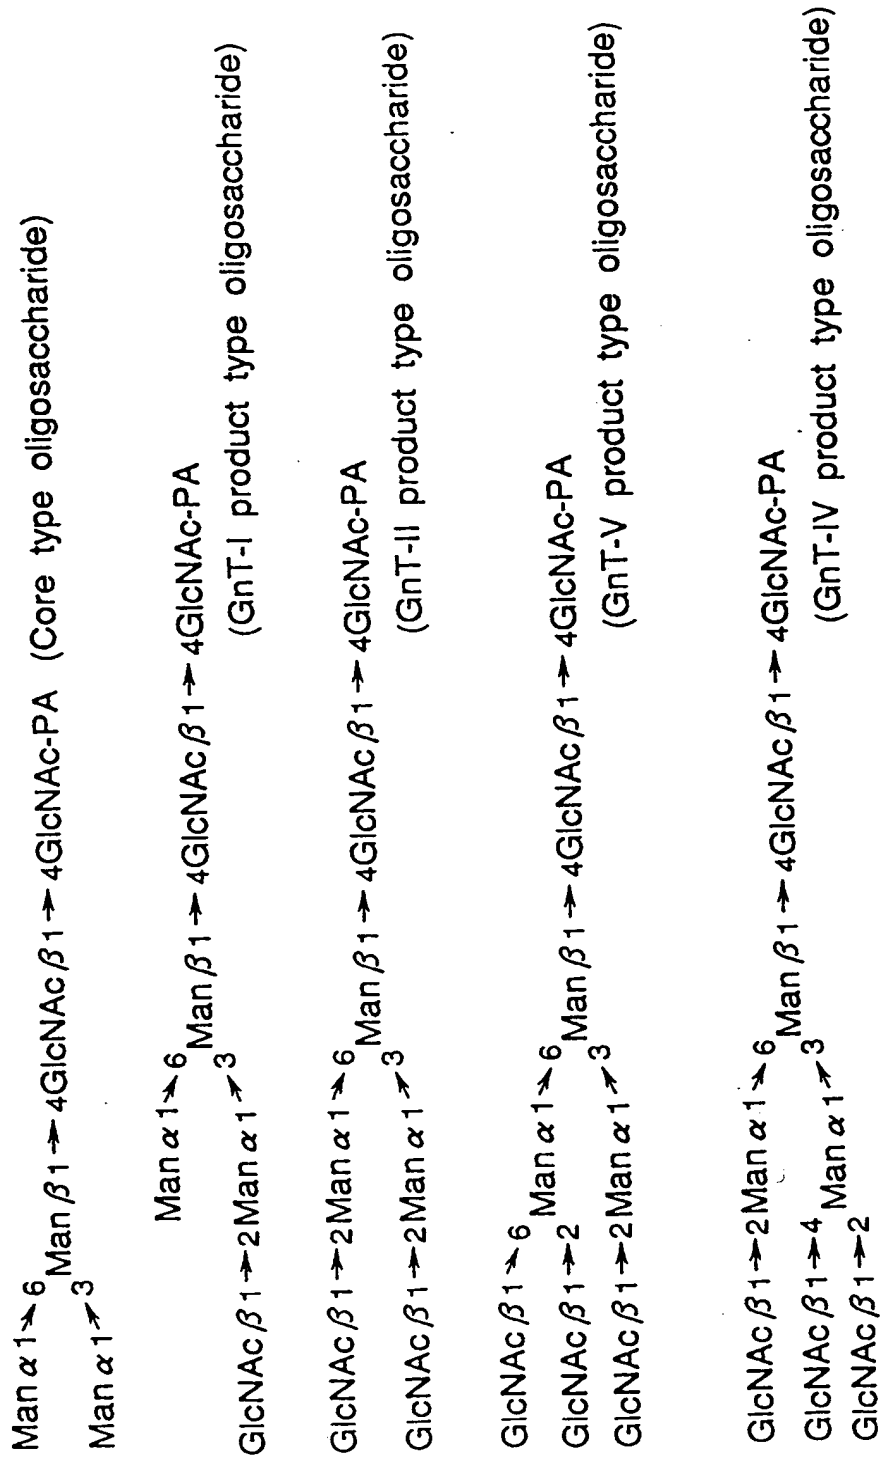 Manα1→6
Manβ1→4GlcNAcβ1→4GlcNAc-PA (Core type oligosaccharide)
Manα1→3
Manα1→6
Manβ1→4GlcNAcβ1→4GlcNAc-PA
GlcNAcβ1→2Manα1→3
(GnT-I product type oligosaccharide)
GlcNAcβ1→2Manα1→6
Manβ1→4GlcNAcβ1→4GlcNAc-PA
GlcNAcβ1→2Manα1→3
(GnT-II product type oligosaccharide)
GlcNAcβ1→6
Manα1→6
GlcNAcβ1→2
Manβ1→4GlcNAcβ1→4GlcNAc-PA
GlcNAcβ1→2Manα1→3
(GnT-V product type oligosaccharide)
GlcNAcβ1→2Manα1→6
Manβ1→4GlcNAcβ1→4GlcNAc-PA
GlcNAcβ1→4
Manα1→3
GlcNAcβ1→2
(GnT-IV product type oligosaccharide)